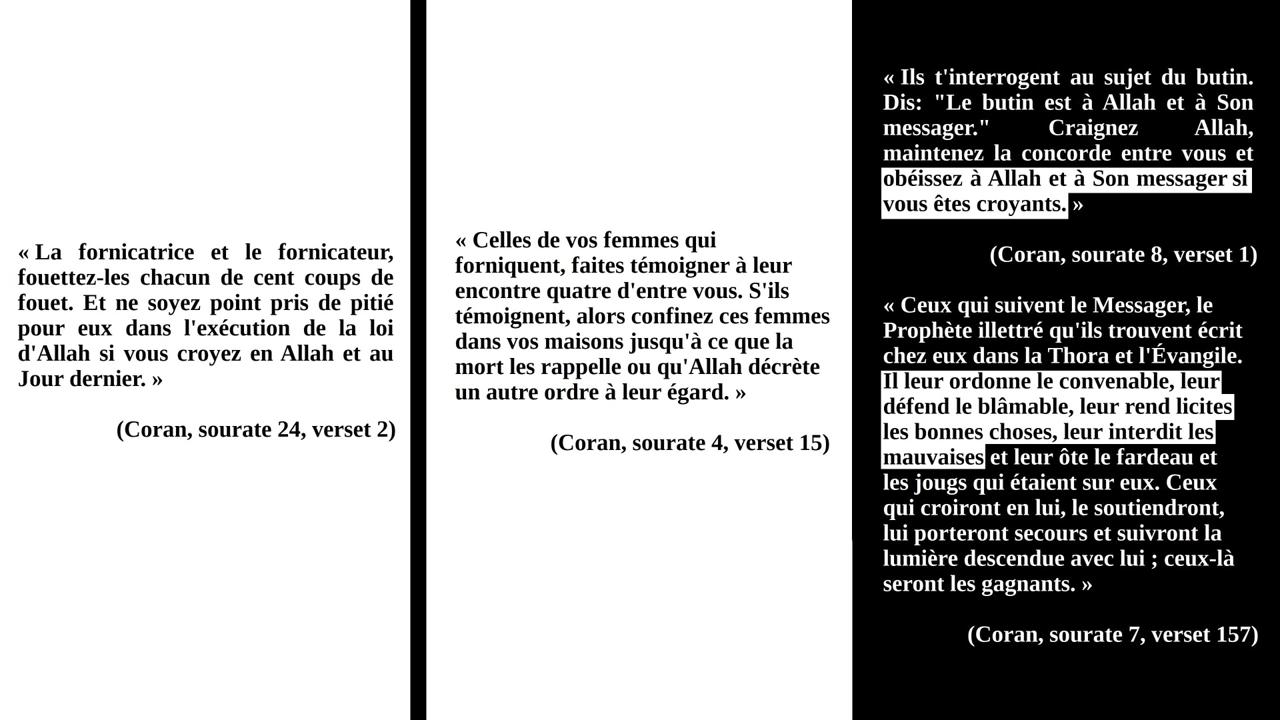 « La fornicatrice et le fornicateur,
fouettez-les chacun de cent coups de
fouet. Et ne soyez point pris de pitié
pour eux dans l'exécution de la loi
d'Allah si vous croyez en Allah et au
Jour dernier. »
(Coran, sourate 24, verset 2)
« Celles de vos femmes qui
forniquent, faites témoigner à leur
encontre quatre d'entre vous. S'ils
témoignent, alors confinez ces femmes
dans vos maisons jusqu'à ce que la
mort les rappelle ou qu'Allah décrète
un autre ordre à leur égard. »
(Coran, sourate 4, verset 15)
« Ils t'interrogent au sujet du butin.
Dis: "Le butin est à Allah et à Son
messager." Craignez Allah,
maintenez la concorde entre vous et
obéissez à Allah et à Son messager si
vous êtes croyants. »
(Coran, sourate 8, verset 1)
« Ceux qui suivent le Messager, le
Prophète illettré qu'ils trouvent écrit
chez eux dans la Thora et l'Évangile.
Il leur ordonne le convenable, leur
défend le blâmable, leur rend licites
les bonnes choses, leur interdit les
mauvaises et leur ôte le fardeau et
les jougs qui étaient sur eux. Ceux
qui croiront en lui, le soutiendront,
lui porteront secours et suivront la
lumière descendue avec lui ; ceux-là
seront les gagnants. »
(Coran, sourate 7, verset 157)